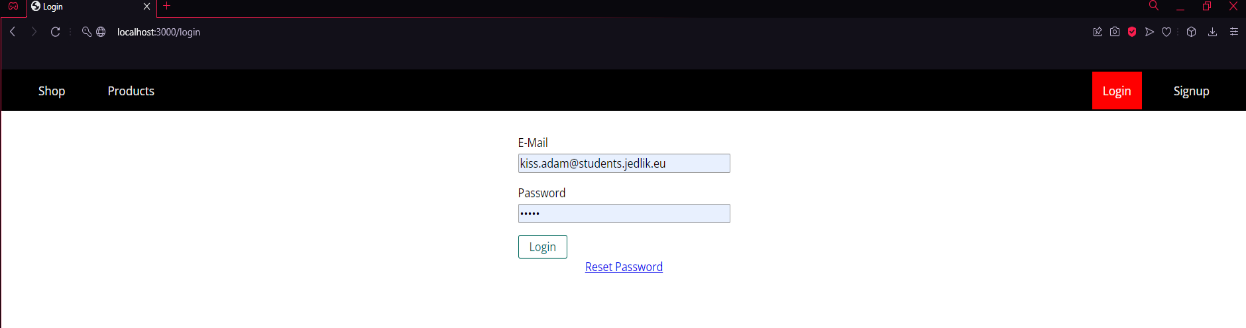 Login
localhost:3000/login
Shop Products Login Signup
E-Mail
kiss.adam@students.jedlik.eu
Password
•••••
Login
Reset Password